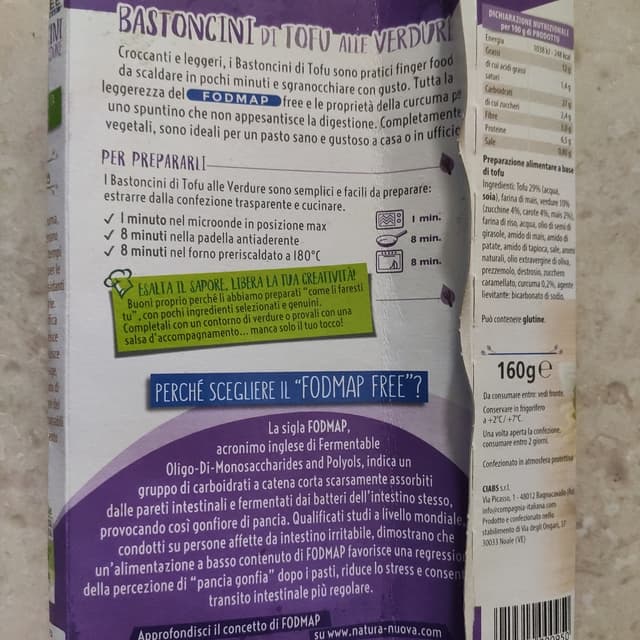 BASTONCINI DI TOFU ALLE VERDURE
Croccanti e leggeri, i Bastoncini di Tofu sono pratici finger food
da scaldare in pochi minuti e sgranocchiare con gusto. Tutta la
leggerezza del FODMAP free e le proprietà della curcuma
uno spuntino che non appesantisce la digestione. Completamente
vegetali, sono ideali per un pasto sano e gustoso a casa o in ufficio
PER PREPARARLI
I Bastoncini di Tofu alle Verdure sono semplici e facili da preparare:
estrarre dalla confezione trasparente e cucinare.
✓ 1 minuto nel microonde in posizione max
✓ 8 minuti nella padella antiaderente
✓ 8 minuti nel forno preriscaldato a 180°C
1 min.
8 min.
8 min.
ESALTA IL SAPORE, LIBERA LA TUA CREATIVITÀ!
Buoni proprio perché li abbiamo preparati "come li faresti
tu", con pochi ingredienti selezionati e genuini.
Completali con un contorno di verdure o provali con una
salsa d'accompagnamento... manca solo il tuo tocco!
PERCHÉ SCEGLIERE IL "FODMAP FREE"?
La sigla FODMAP,
acronimo inglese di Fermentable
Oligo-Di-Monosaccharides and Polyols, indica un
gruppo di carboidrati a catena corta scarsamente assorbiti
dalle pareti intestinali e fermentati dai batteri dell'intestino stesso,
provocando così gonfiore di pancia. Qualificati studi a livello mondiale,
condotti su persone affette da intestino irritabile, dimostrano che
un'alimentazione a basso contenuto di FODMAP favorisce una regressio
della percezione di "pancia gonfia" dopo i pasti, riduce lo stress e consent
transito intestinale più regolare.
Approfondisci il concetto di FODMAP
su www.natura-nuova.com
DICHIARAZIONE NUTRIZIONALE
per 100 g di PRODOTTO
Energia 1038 kJ - 248 kcal
Grassi 12 g
di cui acidi grassi
saturi 1,4 g
Carboidrati 27 g
di cui zuccheri 2,4 g
Fibre
Proteine 6,5 g
Sale
Preparazione alimentare a base
di tofu
Ingredienti: Tofu 29% (acqua,
soia), farina di mais, verdure 10%
(zucchine 4%, carote 4%, mais 2%),
farina di riso, acqua, olio di semi di
girasole, amido di mais, amido di
patate, amido di tapioca, sale, aromi
naturali, olio extravergine di oliva,
prezzemolo, destrosio, zucchero
caramellato, curcuma 0,2%, agente
lievitante: bicarbonato di sodio.
Può contenere glutine.
160g e
Da consumare entro: vedi fronte.
Conservare in frigorifero
a +2°C/+7°C.
Una volta aperta la confezione,
consumare entro 2 giorni.
Confezionato in atmosfera protettiva
CIABS s.r.l.
Via Picasso, 1 - 48012 Bagnacavallo
info@compagnia-italiana.com
Prodotto e confezionato nello
stabilimento di Via degli Ongari, 37
30033 Noale (VE)